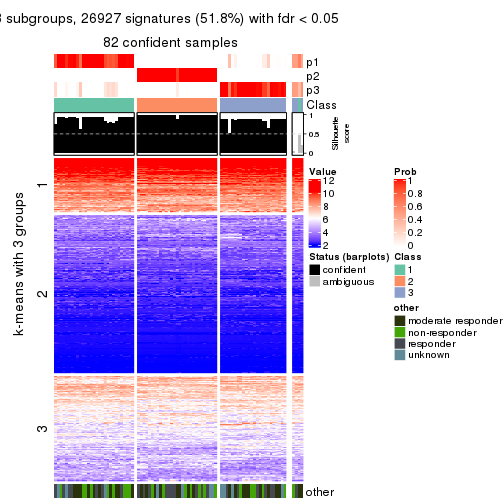 subgroups, 26927 signatures (51.8%) with fdr < 0.05
82 confident samples
p1
p2
p3
Class
1
0.5
0
Silhouette
score
1
2
3
k-means with 3 groups
Value
12
10
8
6
4
2
Prob
1
0.8
0.6
0.4
0.2
0
Status (barplots)
confident
ambiguous
Class
1
2
3
other
moderate responder
non-responder
responder
unknown
other